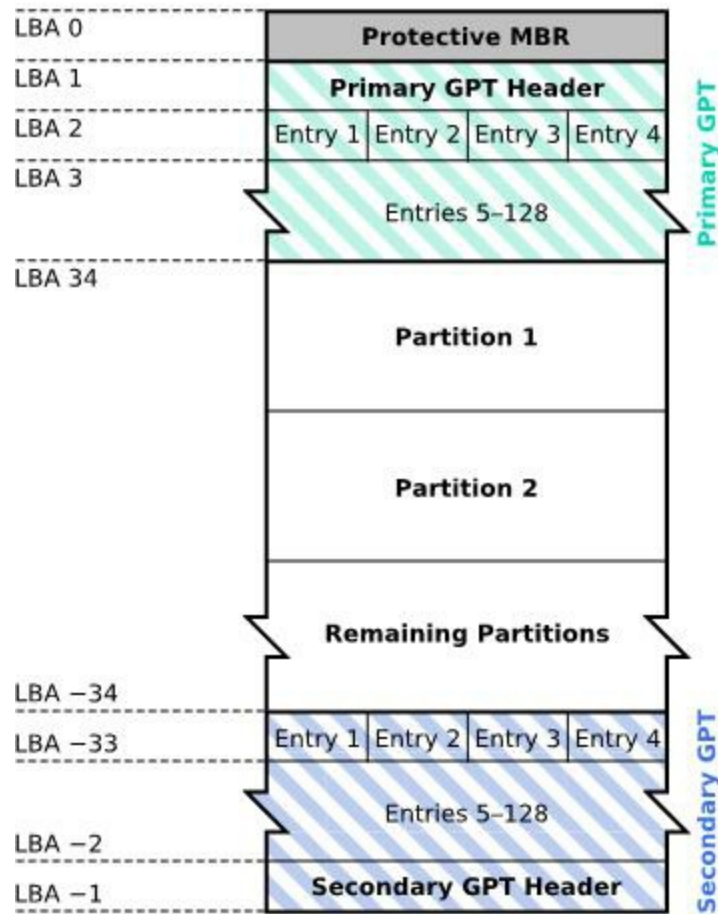 LBA 0
Protective MBR
LBA 1
Primary GPT Header
LBA 2
Entry 1 Entry 2 Entry 3 Entry 4
LBA 3
Entries 5–128
Primary GPT
LBA 34
Partition 1
Partition 2
Remaining Partitions
LBA −34
LBA −33
Entry 1 Entry 2 Entry 3 Entry 4
Entries 5–128
LBA −2
LBA −1
Secondary GPT Header
Secondary GPT